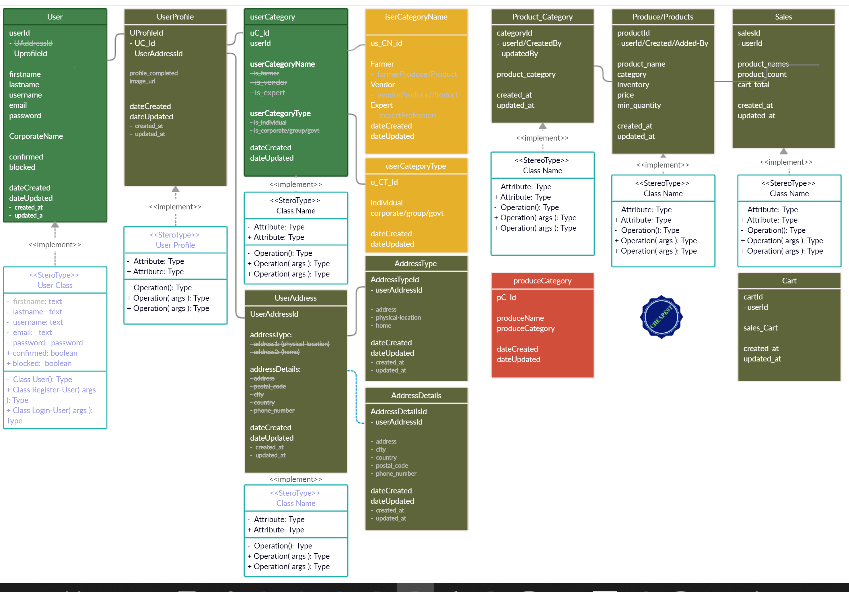 User
userId
- UAddressId
UprofileId
firstname
lastname
username
email
password
CorporateName
confirmed
blocked
dateCreated
dateUpdated
- created_at
- updated_a
<<implement>>
<<SteroType>>
User Class
- firstname: text
- lastname: text
- username: text
- email: text
- password: password
+ confirmed: boolean
+ blocked: boolean
- Class User(): Type
+ Class Register-User( args
): Type
+ Class Login-User( args ):
Type
UserProfile
UProfileId
- UC_Id
- UserAddressId
profile_completed
image_url
dateCreated
dateUpdated
- created_at
- updated_at
<<implement>>
<<SteroType>>
User Profile
- Attribute: Type
+ Attribute: Type
- Operation(): Type
+ Operation( args ): Type
+ Operation( args ): Type
userCategory
uC_Id
userId
userCategoryName
- is_farmer
- is_vendor
- is_expert
userCategoryType
- is_individual
- is_corporate/group/govt
dateCreated
dateUpdated
<<implement>>
<<SteroType>>
Class Name
- Attribute: Type
+ Attribute: Type
- Operation(): Type
+ Operation( args ): Type
+ Operation( args ): Type
UserAddress
UserAddressId
addressType:
- address1 (physical-location)
- address2 (home)
addressDetails:
- address
- postal_code
- city
- country
- phone_number
dateCreated
dateUpdated
- created_at
- updated_at
<<implement>>
<<SteroType>>
Class Name
- Attribute: Type
+ Attribute: Type
- Operation(): Type
+ Operation( args ): Type
+ Operation( args ): Type
userCategoryName
us_CN_id
Farmer
Vendor
Expert
dateCreated
dateUpdated
userCategoryType
u_CT_Id
Individual
corporate/group/govt
dateCreated
dateUpdated
AddressType
AddressTypeId
- userAddressId
- address
- physical-location
- home
dateCreated
dateUpdated
- created_at
- updated_at
AddressDetails
AddressDetailsId
- userAddressId
- address
- city
- country
- postal_code
- phone_number
dateCreated
dateUpdated
- created_at
- updated_at
Product_Category
categoryId
- userId/CreatedBy
updatedBy
product_category
created_at
updated_at
<<implement>>
<<StereoType>>
Class Name
- Attribute: Type
+ Attribute: Type
- Operation(): Type
+ Operation( args ): Type
+ Operation( args ): Type
produceCategory
pC_Id
produceName
produceCategory
dateCreated
dateUpdated
Produce/Products
productId
- userId/Created/Added-By
product_name
category
inventory
price
min_quantity
created_at
updated_at
<<implement>>
<<StereoType>>
Class Name
- Attribute: Type
+ Attribute: Type
- Operation(): Type
+ Operation( args ): Type
+ Operation( args ): Type
CHEAPEST
Sales
salesId
- userId
product_names
product_count
cart_total
created_at
updated_at
<<implement>>
<<StereoType>>
Class Name
- Attribute: Type
+ Attribute: Type
- Operation(): Type
+ Operation( args ): Type
+ Operation( args ): Type
Cart
cartId
- userId
sales_Cart
created_at
updated_at